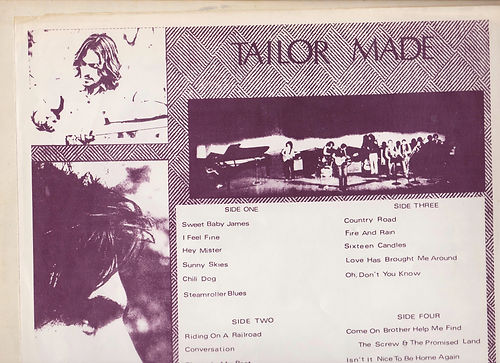 TAILOR MADE
SIDE ONE
Sweet Baby James
I Feel Fine
Hey Mister
Sunny Skies
Chili Dog
Steamroller Blues
SIDE TWO
Riding On A Railroad
Conversation
SIDE THREE
Country Road
Fire And Rain
Sixteen Candles
Love Has Brought Me Around
Oh, Don't You Know
SIDE FOUR
Come On Brother Help Me Find
The Screw & The Promised Land
Isn't it Nice To Be Home Again